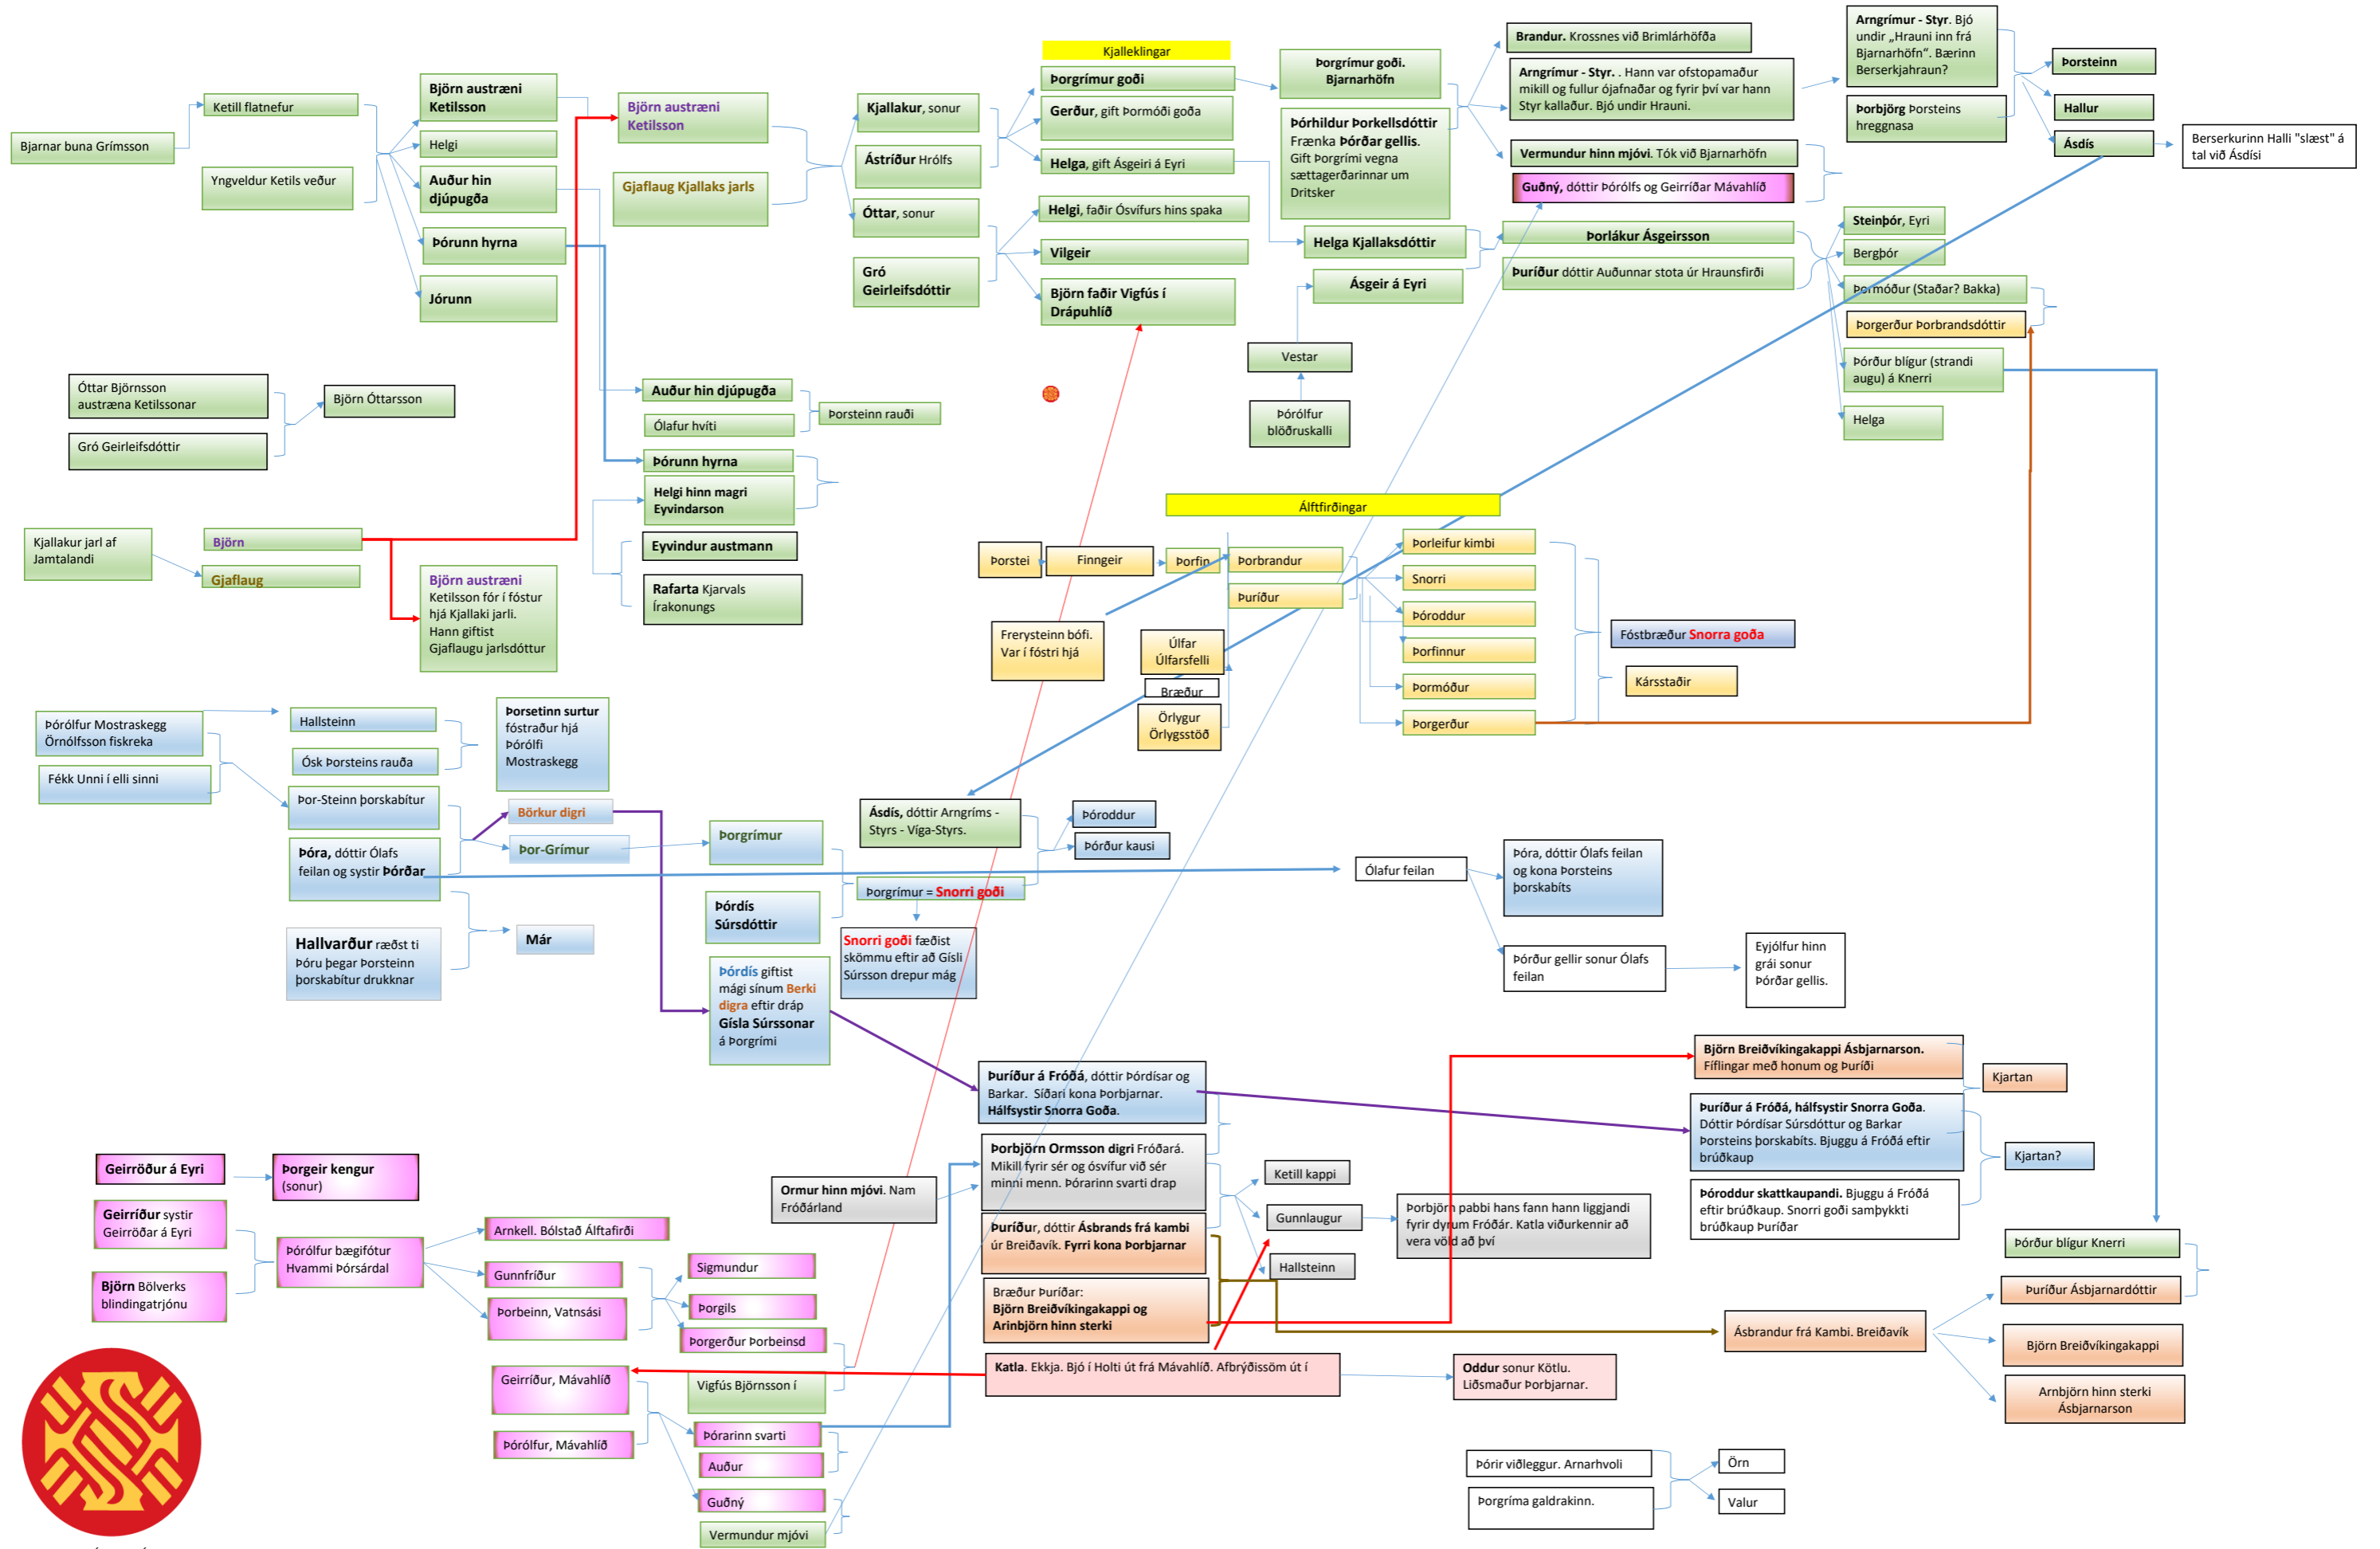 Bjarnar buna Grímsson
Ketill flatnefur
Yngveldur Ketils veður
Björn austræni
Ketilsson
Helgi
Auður hin
djúpugða
Þórunn hyrna
Jórunn
Björn austræni
Ketilsson
Gjaflaug Kjallaks jarls
Kjallakur, sonur
Ástríður Hrólfs
Óttar, sonur
Gró
Geirleifsdóttir
Kjalleklingar
Þorgrímur goði
Gerður, gift Þormóði goða
Helga, gift Ásgeiri á Eyri
Helgi, faðir Ósvífurs hins spaka
Vilgeir
Björn faðir Vigfús í
Drápuhlíð
Þorgrímur goði.
Bjarnarhöfn
Þórhildur Þorkellsdóttir
Frænka Þórðar gellis.
Gift Þorgrími vegna
sættagerðarinnar um
Dritsker
Helga Kjallaksdóttir
Ásgeir á Eyri
Vestar
Þórólfur
blöðruskalli
Brandur. Krossnes við Brimlárhöfða
Arngrímur - Styr. . Hann var ofstopamaður
mikill og fullur ójafnaðar og fyrir því var hann
Styr kallaður. Bjó undir Hrauni.
Vermundur hinn mjóvi. Tók við Bjarnarhöfn
Guðný, dóttir Þórólfs og Geirríðar Mávahlíð
Þorlákur Ásgeirsson
Þuríður dóttir Auðunnar stota úr Hraunsfirði
Arngrímur - Styr. Bjó
undir „Hrauni inn frá
Bjarnarhöfn“. Bærinn
Berserkjahraun?
Þorbjörg Þorsteins
hreggnasa
Þorsteinn
Hallur
Ásdís
Berserkurinn Halli "slæst" á
tal við Ásdísi
Steinþór, Eyri
Bergþór
Þormóður (Staðar? Bakka)
Þorgerður Þorbrandsdóttir
Þórður blígur (strandi
augu) á Knerri
Helga
Óttar Björnsson
austræna Ketilssonar
Gró Geirleifsdóttir
Björn Óttarsson
Auður hin djúpugða
Ólafur hvíti
Þorsteinn rauði
Þórunn hyrna
Helgi hinn magri
Eyvindarson
Eyvindur austmann
Rafarta Kjarvals
Írakonungs
Kjallakur jarl af
Jamtalandi
Björn
Gjaflaug
Björn austræni
Ketilsson fór í fóstur
hjá Kjallaki jarli.
Hann giftist
Gjaflaugu jarlsdóttur
Álftfirðingar
Þorstei
Finngeir
Þorfin
Þorbrandur
Þuríður
Frerysteinn bófi.
Var í fóstri hjá
Úlfar
Úlfarsfelli
Bræður
Örlygur
Örlygsstöð
Þorleifur kimbi
Snorri
Þóroddur
Þorfinnur
Þormóður
Þorgerður
Fóstbræður Snorra goða
Kársstaðir
Þórólfur Mostraskegg
Örnólfsson fiskreka
Fékk Unni í elli sinni
Hallsteinn
Ósk Þorsteins rauða
Þorsetinn surtur
fóstraður hjá
Þórólfi
Mostraskegg
Þor-Steinn þorskabítur
Þóra, dóttir Ólafs
feilan og systir Þórðar
Hallvarður ræðst ti
Þóru þegar Þorsteinn
þorskabítur drukknar
Börkur digri
Þor-Grímur
Már
Þorgrímur
Þórdís
Súrsdóttir
Þórdís giftist
mági sínum Berki
digra eftir dráp
Gísla Súrssonar
á Þorgrími
Ásdís, dóttir Arngríms -
Styrs - Víga-Styrs.
Þorgrímur = Snorri goði
Snorri goði fæðist
skömmu eftir að Gísli
Súrsson drepur mág
Þóroddur
Þórður kausi
Ólafur feilan
Þóra, dóttir Ólafs feilan
og kona Þorsteins
þorskabíts
Þórður gellir sonur Ólafs
feilan
Eyjólfur hinn
grái sonur
Þórðar gellis.
Þuríður á Fróðá, dóttir Þórdísar og
Barkar. Síðari kona Þorbjarnar.
Hálfsystir Snorra Goða.
Þorbjörn Ormsson digri Fróðará.
Mikill fyrir sér og ósvífur við sér
minni menn. Þórarinn svarti drap
Þuríður, dóttir Ásbrands frá kambi
úr Breiðavík. Fyrri kona Þorbjarnar
Bræður Þuríðar:
Björn Breiðvíkingakappi og
Arinbjörn hinn sterki
Katla. Ekkja. Bjó í Holti út frá Mávahlíð. Afbrýðissöm út í
Oddur sonur Kötlu.
Liðsmaður Þorbjarnar.
Ormur hinn mjóvi. Nam
Fróðárland
Ketill kappi
Gunnlaugur
Hallsteinn
Þorbjörn pabbi hans fann hann liggjandi
fyrir dyrum Fróðár. Katla viðurkennir að
vera völd að því
Björn Breiðvíkingakappi Ásbjarnarson.
Fíflingar með honum og Þuríði
Kjartan
Þuríður á Fróðá, hálfsystir Snorra Goða.
Dóttir Þórdísar Súrsdóttur og Barkar
Þorsteins þorskabíts. Bjuggu á Fróðá eftir
brúðkaup
Þóroddur skattkaupandi. Bjuggu á Fróðá
eftir brúðkaup. Snorri goði samþykkti
brúðkaup Þuríðar
Kjartan?
Þórður blígur Knerri
Þuríður Ásbjarnardóttir
Ásbrandur frá Kambi. Breiðavík
Björn Breiðvíkingakappi
Arnbjörn hinn sterki
Ásbjarnarson
Geirröður á Eyri
Þorgeir kengur
(sonur)
Geirríður systir
Geirröðar á Eyri
Björn Bölverks
blindingatrjónu
Þórólfur bægifótur
Hvammi Þórsárdal
Arnkell. Bólstað Álftafirði
Gunnfríður
Þorbeinn, Vatnsási
Sigmundur
Þorgils
Þorgerður Þorbeinsd
Vigfús Björnsson í
Geirríður, Mávahlíð
Þórólfur, Mávahlíð
Þórarinn svarti
Auður
Guðný
Vermundur mjóvi
Þórir viðleggur. Arnarhvoli
Þorgríma galdrakinn.
Örn
Valur